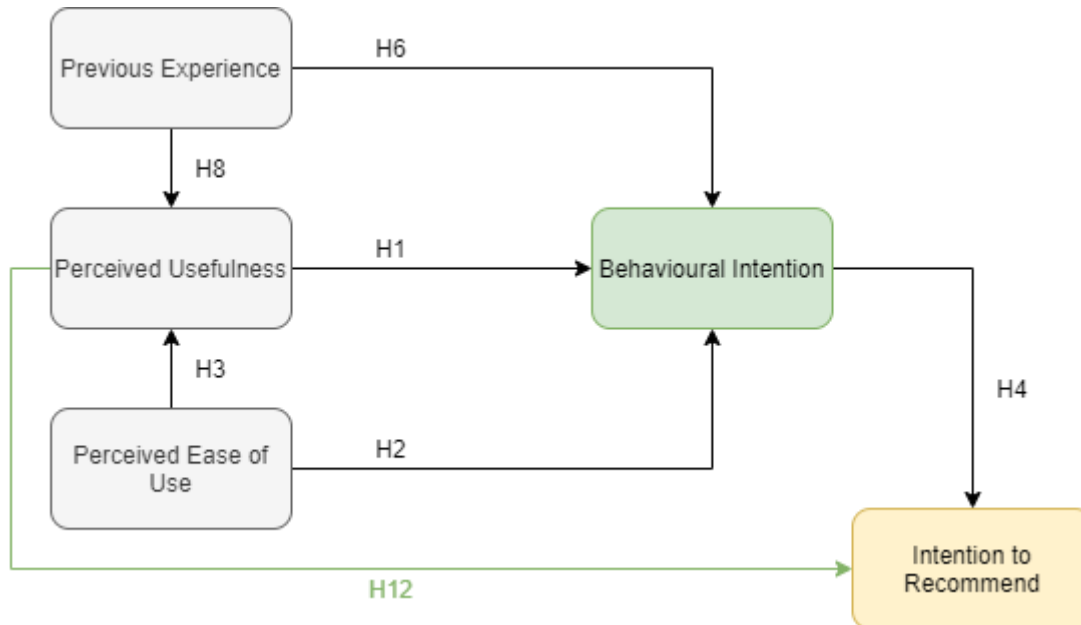 H6
Previous Experience
H8
Perceived Usefulness
H1
Behavioural Intention
H3
H4
Perceived Ease of
Use
H2
Intention to
Recommend
H12